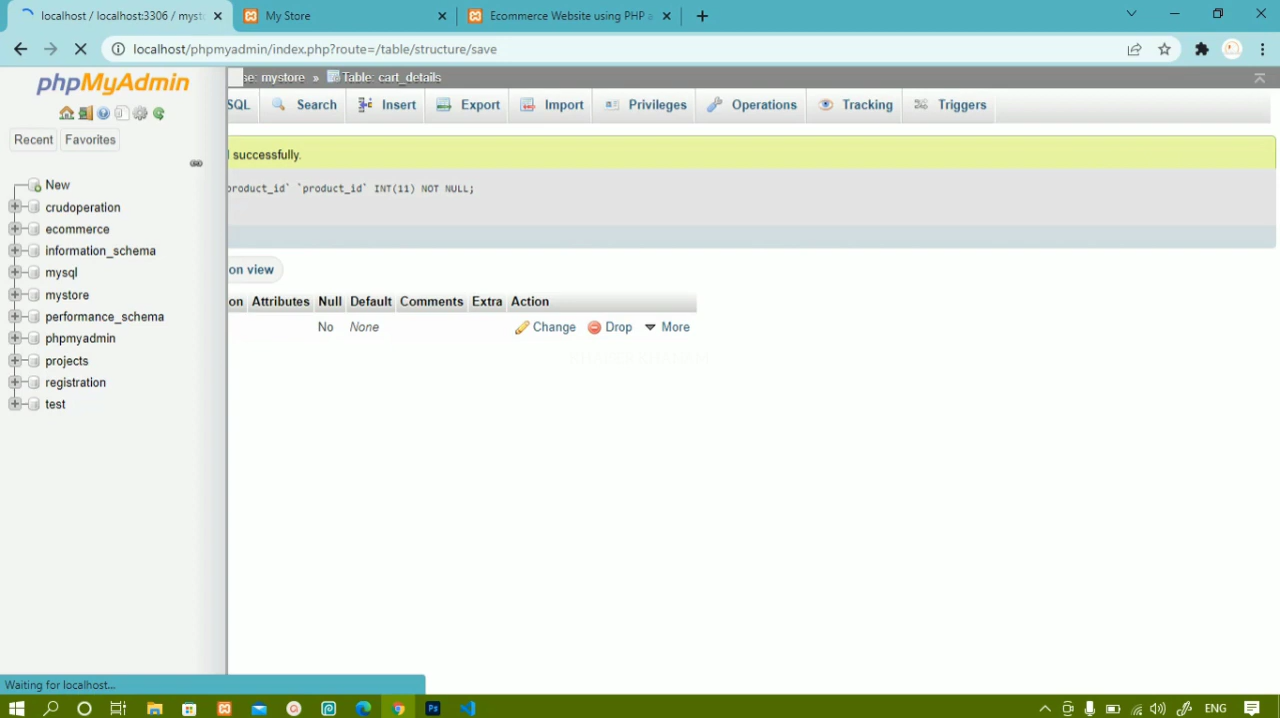 localhost / localhost:3306 / myst
My Store
Ecommerce Website using PHP a
localhost/phpmyadmin/index.php?route=/table/structure/save
phpMyAdmin
se: mystore » Table: cart_details
SQL Search Insert Export Import Privileges Operations Tracking Triggers
Recent Favorites
successfully.
product_id` `product_id` INT(11) NOT NULL;
New
crudoperation
ecommerce
information_schema
mysql
mystore
performance_schema
phpmyadmin
projects
registration
test
on view
on Attributes Null Default Comments Extra Action
No None Change Drop More
Waiting for localhost...
ENG